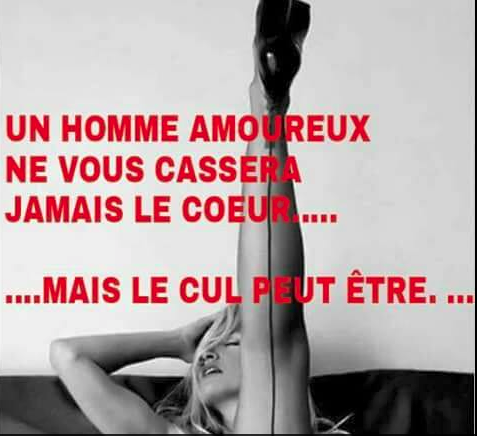 UN HOMME AMOUREUX
NE VOUS CASSERA
JAMAIS LE COEUR.....
....MAIS LE CUL PEUT ÊTRE. ...